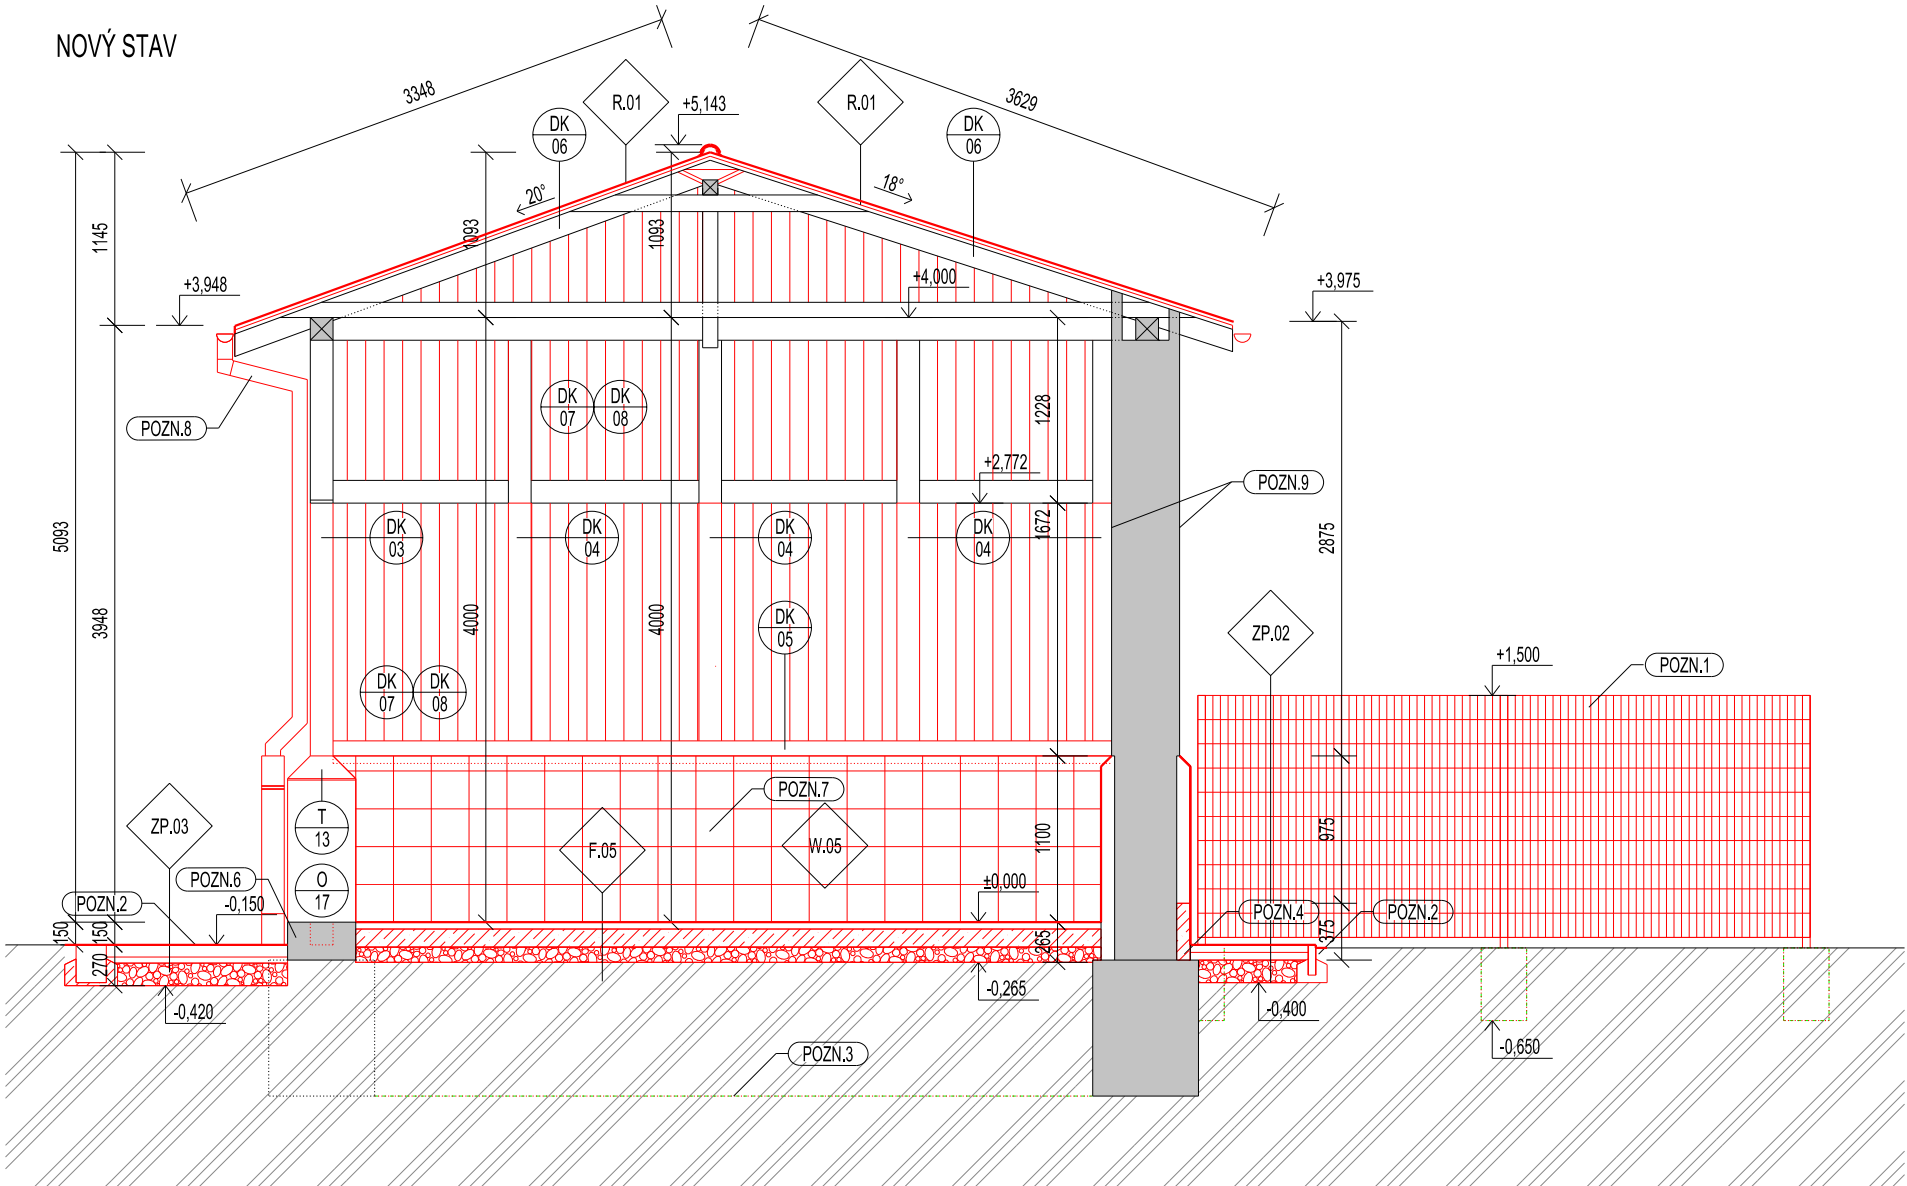 NOVÝ STAV
3348
3629
R.01
R.01
+5,143
DK
06
DK
06
20°
18°
1145
1093
1093
+3,948
+4,000
+3,975
POZN.8
DK
07
DK
08
1228
+2,772
POZN.9
5093
DK
03
DK
04
DK
04
DK
04
1672
2875
3948
4000
4000
DK
05
ZP.02
+1,500
POZN.1
DK
07
DK
08
POZN.7
ZP.03
T
13
F.05
W.05
1100
975
POZN.6
O
17
±0,000
POZN.2
-0,150
POZN.4
POZN.2
150
150
265
375
270
-0,420
-0,265
-0,400
-0,650
POZN.3